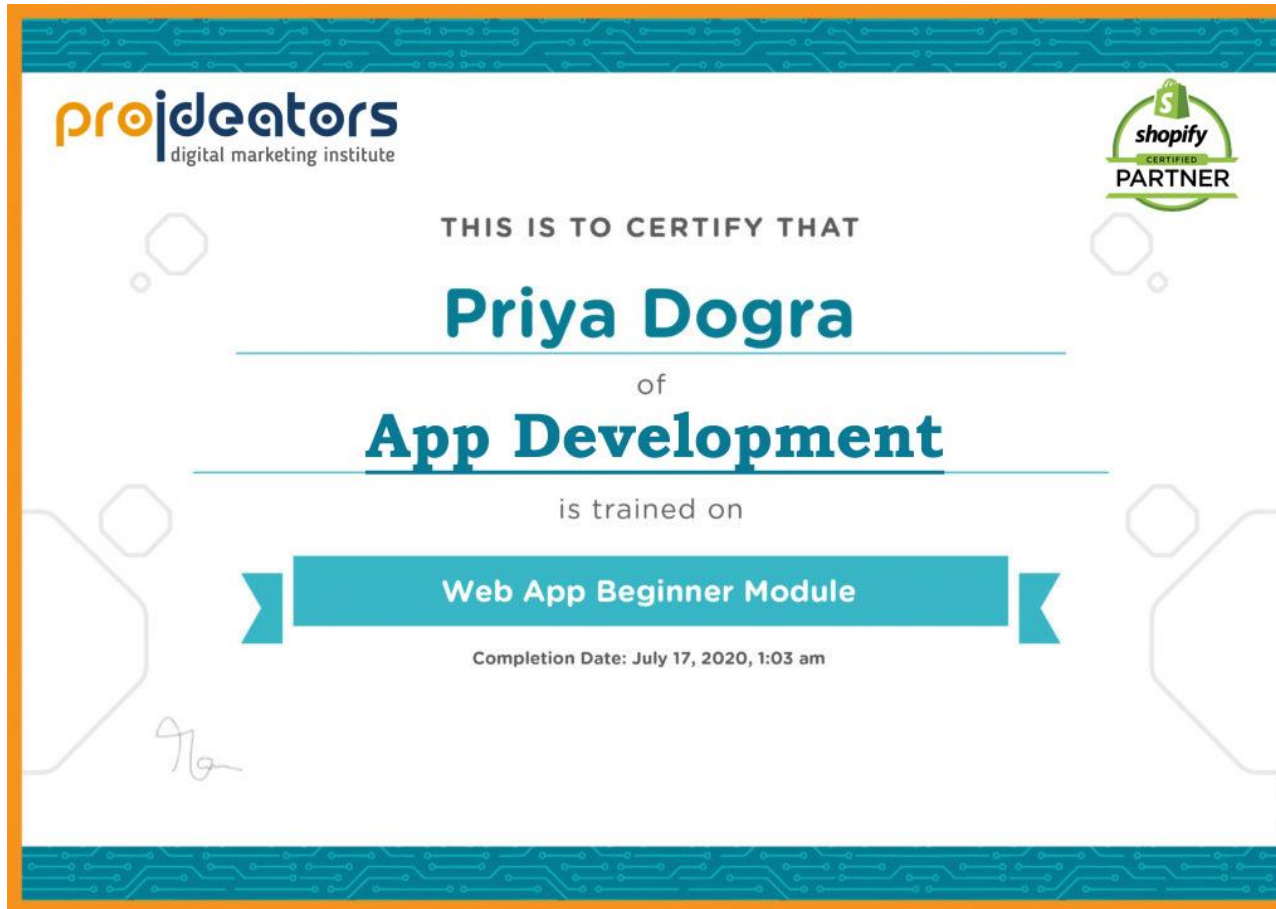 projdeators
digital marketing institute
shopify
CERTIFIED
PARTNER
THIS IS TO CERTIFY THAT
Priya Dogra
of
App Development
is trained on
Web App Beginner Module
Completion Date: July 17, 2020, 1:03 am